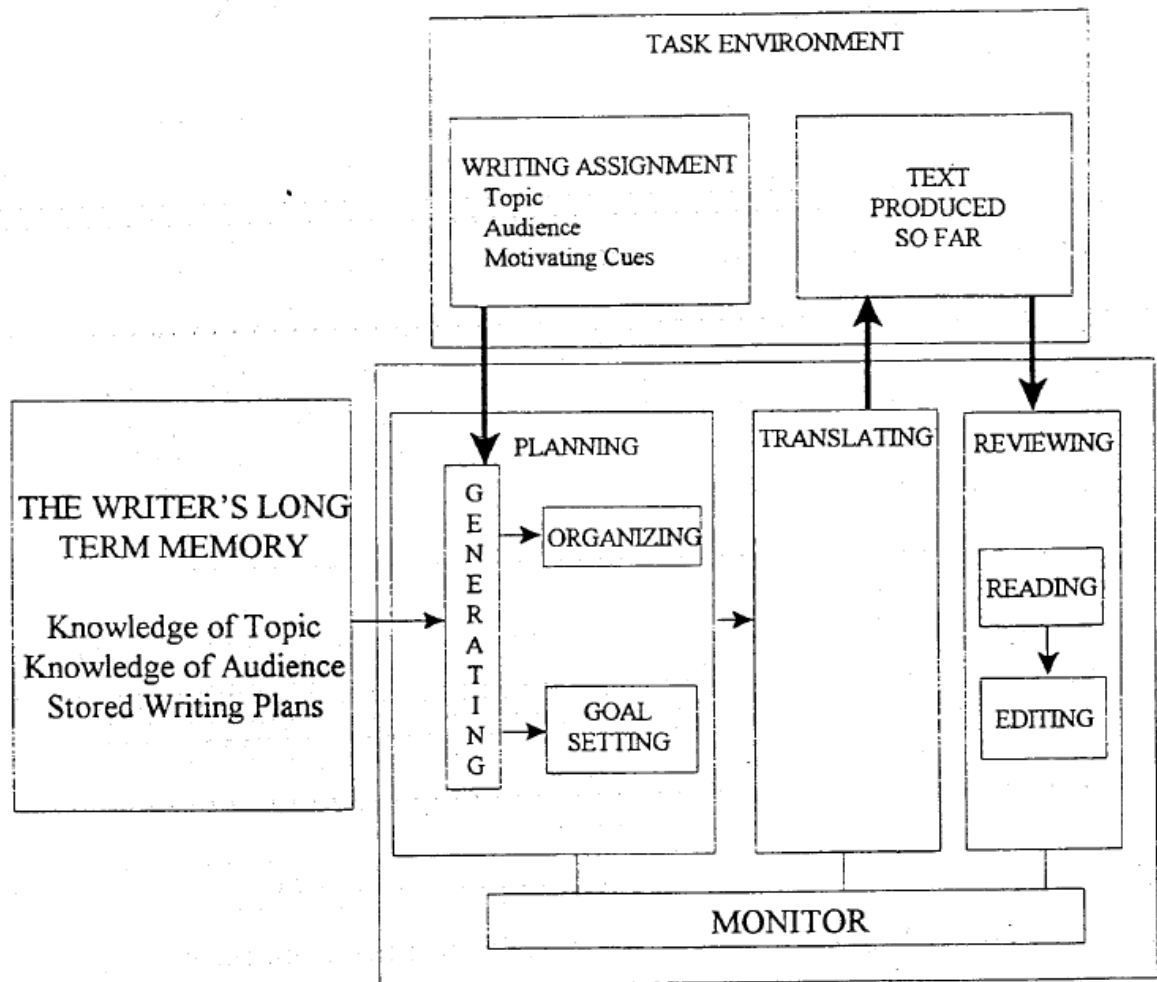 TASK ENVIRONMENT
WRITING ASSIGNMENT
Topic
Audience
Motivating Cues
TEXT
PRODUCED
SO FAR
THE WRITER'S LONG
TERM MEMORY
Knowledge of Topic
Knowledge of Audience
Stored Writing Plans
PLANNING
GENERATING
ORGANIZING
GOAL
SETTING
TRANSLATING
REVIEWING
READING
EDITING
MONITOR